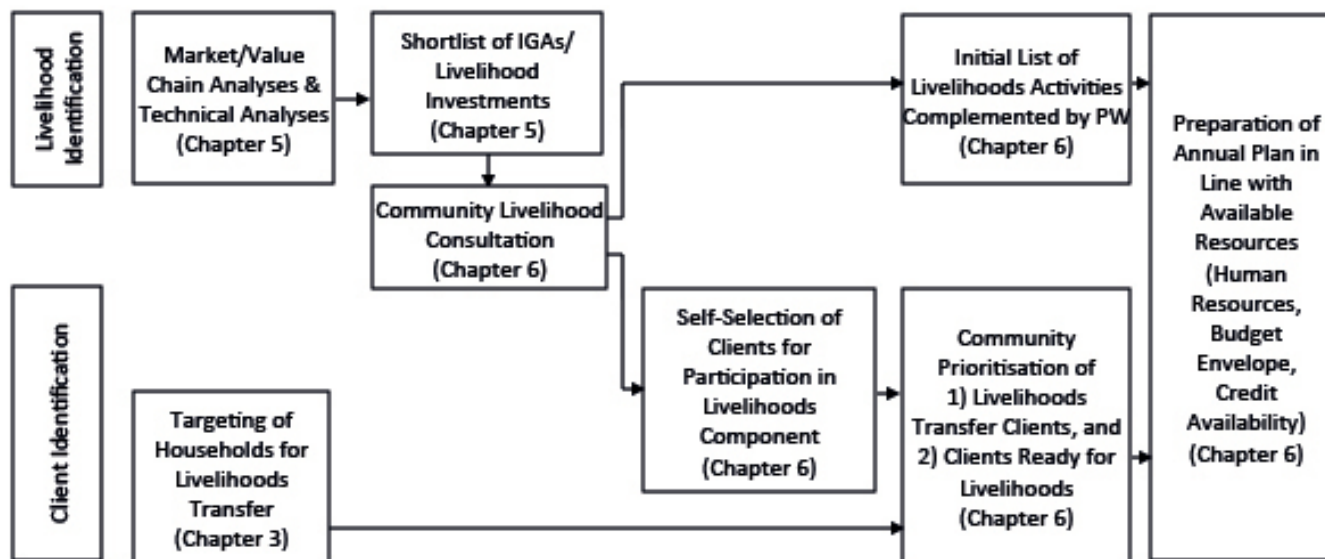 Livelihood
Identification
Market/Value
Chain Analyses &
Technical Analyses
(Chapter 5)
Shortlist of IGAs/
Livelihood
Investments
(Chapter 5)
Community Livelihood
Consultation
(Chapter 6)
Initial List of
Livelihoods Activities
Complemented by PW
(Chapter 6)
Preparation of
Annual Plan in
Line with
Available
Resources
(Human
Resources,
Budget
Envelope,
Credit
Availability)
(Chapter 6)
Client Identification
Targeting of
Households for
Livelihoods
Transfer
(Chapter 3)
Self-Selection of
Clients for
Participation in
Livelihoods
Component
(Chapter 6)
Community
Prioritisation of
1) Livelihoods
Transfer Clients, and
2) Clients Ready for
Livelihoods
(Chapter 6)